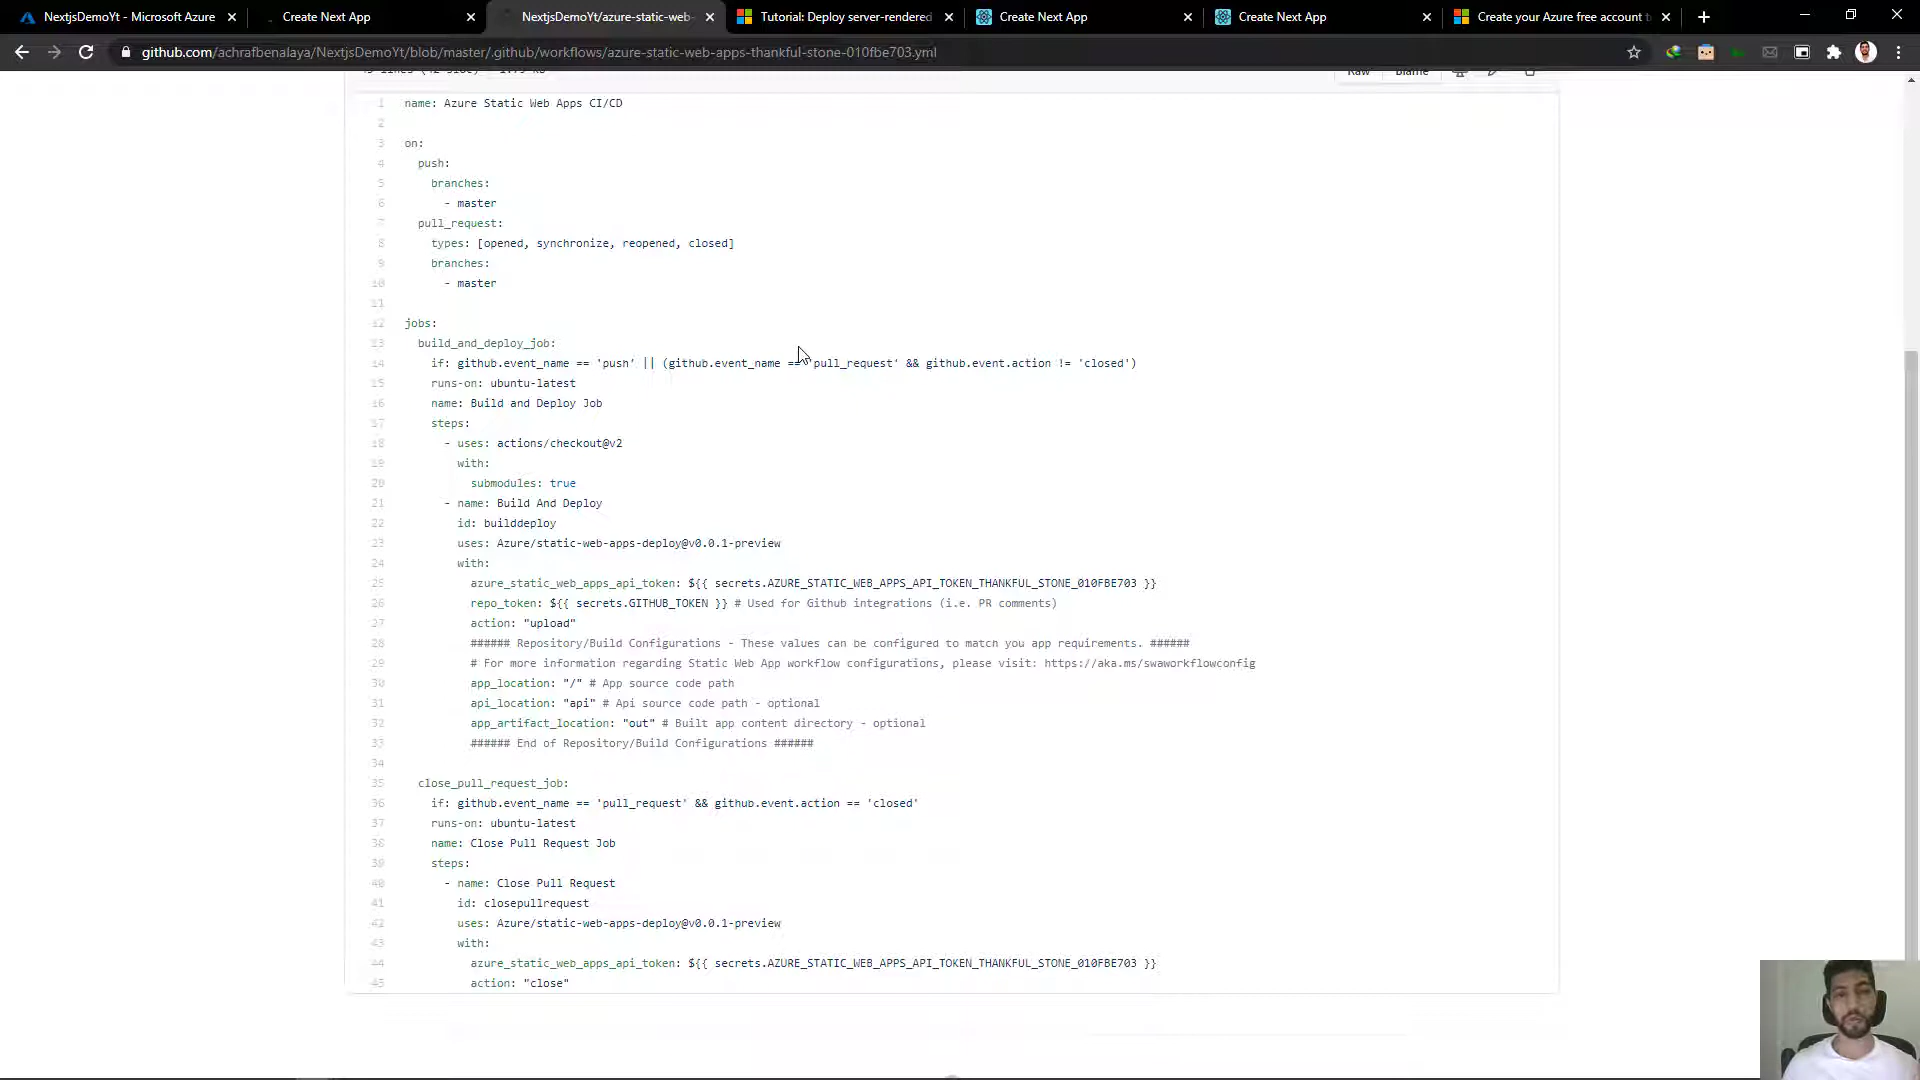 NextjsDemoYt - Microsoft Azure
Create Next App
NextjsDemoYt/azure-static-web-
Tutorial: Deploy server-rendered
Create Next App
Create Next App
Create your Azure free account t
github.com/achrafbenalaya/NextjsDemoYt/blob/master/.github/workflows/azure-static-web-apps-thankful-stone-010fbe703.yml
Raw Blame
1 name: Azure Static Web Apps CI/CD
2
3 on:
4 push:
5 branches:
6 - master
7 pull_request:
8 types: [opened, synchronize, reopened, closed]
9 branches:
10 - master
11
12 jobs:
13 build_and_deploy_job:
14 if: github.event_name == 'push' || (github.event_name == 'pull_request' && github.event.action != 'closed')
15 runs-on: ubuntu-latest
16 name: Build and Deploy Job
17 steps:
18 - uses: actions/checkout@v2
19 with:
20 submodules: true
21 - name: Build And Deploy
22 id: builddeploy
23 uses: Azure/static-web-apps-deploy@v0.0.1-preview
24 with:
25 azure_static_web_apps_api_token: ${{ secrets.AZURE_STATIC_WEB_APPS_API_TOKEN_THANKFUL_STONE_010FBE703 }}
26 repo_token: ${{ secrets.GITHUB_TOKEN }} # Used for Github integrations (i.e. PR comments)
27 action: "upload"
28 ###### Repository/Build Configurations - These values can be configured to match you app requirements. ######
29 # For more information regarding Static Web App workflow configurations, please visit: https://aka.ms/swaworkflowconfig
30 app_location: "/" # App source code path
31 api_location: "api" # Api source code path - optional
32 app_artifact_location: "out" # Built app content directory - optional
33 ###### End of Repository/Build Configurations ######
34
35 close_pull_request_job:
36 if: github.event_name == 'pull_request' && github.event.action == 'closed'
37 runs-on: ubuntu-latest
38 name: Close Pull Request Job
39 steps:
40 - name: Close Pull Request
41 id: closepullrequest
42 uses: Azure/static-web-apps-deploy@v0.0.1-preview
43 with:
44 azure_static_web_apps_api_token: ${{ secrets.AZURE_STATIC_WEB_APPS_API_TOKEN_THANKFUL_STONE_010FBE703 }}
45 action: "close"